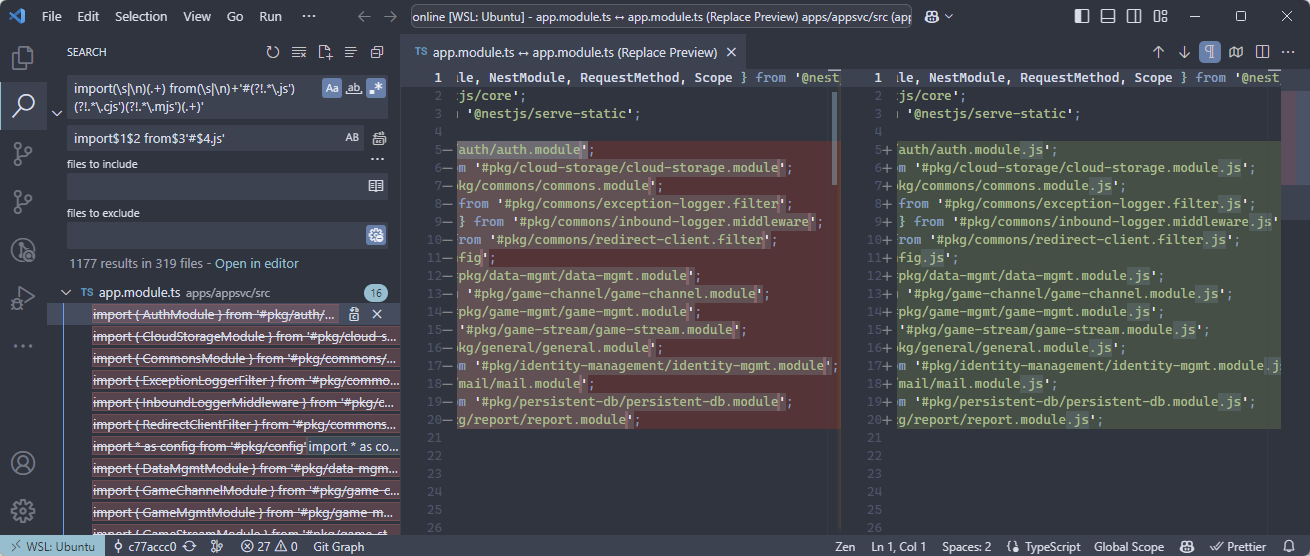 File Edit Selection View Go Run ··· online [WSL: Ubuntu] - app.module.ts ↔ app.module.ts (Replace Preview) apps/appsvc/src (app
SEARCH
import(\s|\n)(.+) from(\s|\n)+'#(?!.*\.js')
(?!.*\.cjs')(?!.*\.mjs')(.+)'
Aa ab .*
import$1$2 from$3'#$4.js'
AB
files to include
files to exclude
1177 results in 319 files - Open in editor
TS app.module.ts apps/appsvc/src 16
import { AuthModule } from '#pkg/auth/...
import { CloudStorageModule } from '#pkg/cloud-s...
import { CommonsModule } from '#pkg/commons/...
import { ExceptionLoggerFilter } from '#pkg/commo...
import { InboundLoggerMiddleware } from '#pkg/c...
import { RedirectClientFilter } from '#pkg/commons...
import * as config from '#pkg/config'import * as co...
import { DataMgmtModule } from '#pkg/data-mgm...
import { GameChannelModule } from '#pkg/game-c...
import { GameMgmtModule } from '#pkg/game-m...
import { GameStreamModule } from '#pkg/game-st...
TS app.module.ts ↔ app.module.ts (Replace Preview)
1 ule, NestModule, RequestMethod, Scope } from '@nest
2 js/core';
3 '@nestjs/serve-static';
4
5— /auth/auth.module';
6— om '#pkg/cloud-storage/cloud-storage.module';
7— pkg/commons/commons.module';
8— from '#pkg/commons/exception-logger.filter';
9— } from '#pkg/commons/inbound-logger.middleware';
10— from '#pkg/commons/redirect-client.filter';
11— nfig';
12— #pkg/data-mgmt/data-mgmt.module';
13— '#pkg/game-channel/game-channel.module';
14— #pkg/game-mgmt/game-mgmt.module';
15— '#pkg/game-stream/game-stream.module';
16— pkg/general/general.module';
17— om '#pkg/identity-management/identity-mgmt.module';
18— /mail/mail.module';
19— om '#pkg/persistent-db/persistent-db.module';
20— g/report/report.module';
21
22
23
24
25
26
1 ule, NestModule, RequestMethod, Scope } from '@nest
2 js/core';
3 '@nestjs/serve-static';
4
5+ /auth/auth.module.js';
6+ om '#pkg/cloud-storage/cloud-storage.module.js';
7+ pkg/commons/commons.module.js';
8+ from '#pkg/commons/exception-logger.filter.js';
9+ } from '#pkg/commons/inbound-logger.middleware.js'
10+ from '#pkg/commons/redirect-client.filter.js';
11+ nfig.js';
12+ #pkg/data-mgmt/data-mgmt.module.js';
13+ '#pkg/game-channel/game-channel.module.js';
14+ #pkg/game-mgmt/game-mgmt.module.js';
15+ '#pkg/game-stream/game-stream.module.js';
16+ pkg/general/general.module.js';
17+ om '#pkg/identity-management/identity-mgmt.module.js
18+ /mail/mail.module.js';
19+ om '#pkg/persistent-db/persistent-db.module.js';
20+ g/report/report.module.js';
21
22
23
24
25
26
WSL: Ubuntu c77accc0 27 0 Git Graph Zen Ln 1, Col 1 Spaces: 2 {} TypeScript Global Scope Prettier